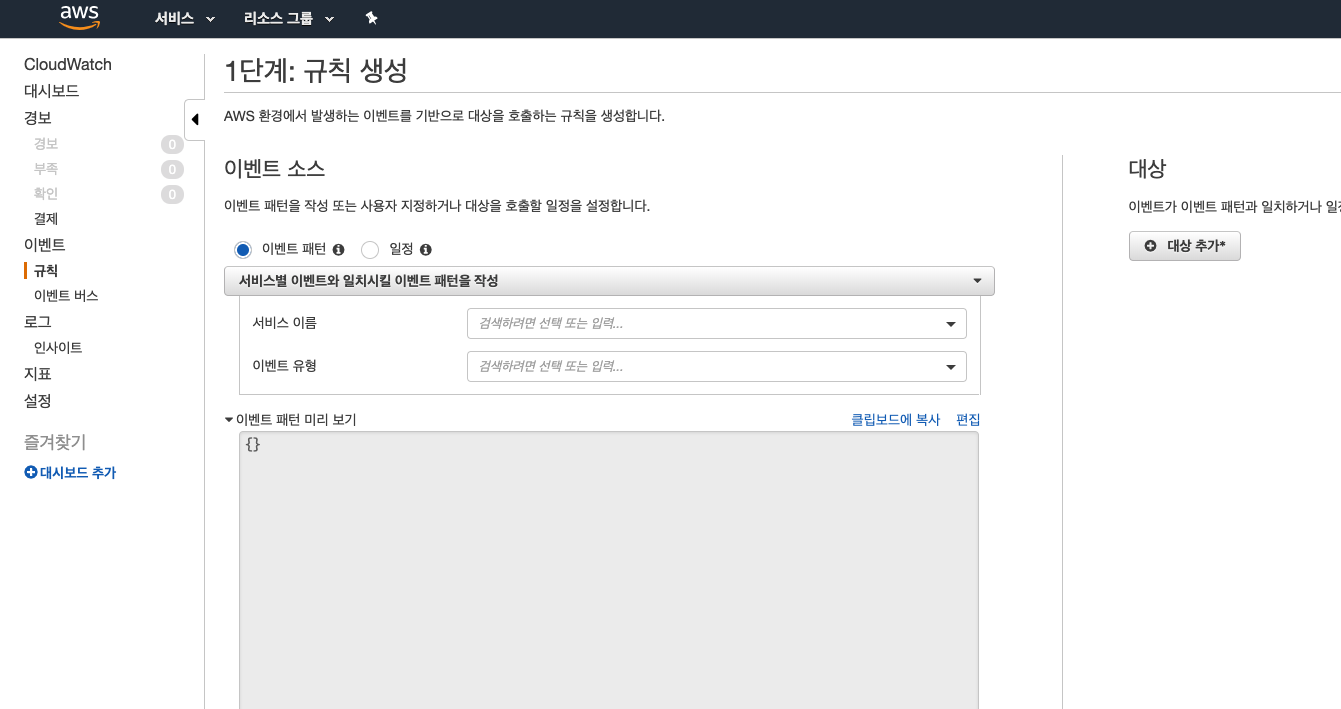 aws 서비스 리소스 그룹
CloudWatch
대시보드
경보
경보 0
부족 0
확인 0
결제
이벤트
규칙
이벤트 버스
로그
인사이트
지표
설정
즐겨찾기
대시보드 추가
1단계: 규칙 생성
AWS 환경에서 발생하는 이벤트를 기반으로 대상을 호출하는 규칙을 생성합니다.
이벤트 소스
이벤트 패턴을 작성 또는 사용자 지정하거나 대상을 호출할 일정을 설정합니다.
이벤트 패턴 일정
서비스별 이벤트와 일치시킬 이벤트 패턴을 작성
서비스 이름 검색하려면 선택 또는 입력...
이벤트 유형 검색하려면 선택 또는 입력...
이벤트 패턴 미리 보기 클립보드에 복사 편집
{}
대상
이벤트가 이벤트 패턴과 일치하거나
대상 추가*